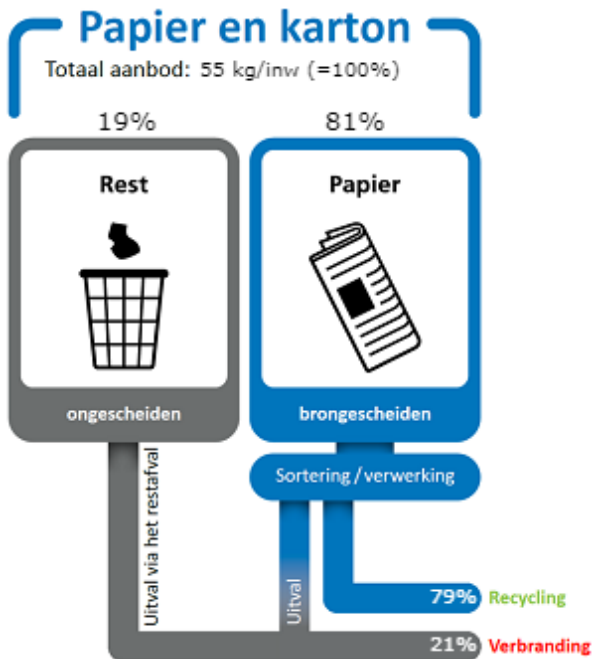 Papier en karton
Totaal aanbod: 55 kg/inw (=100%)
19%
81%
Rest
Papier
ongescheiden
brongescheiden
Sortering / verwerking
Uitval via het restafval
Uitval
79% Recycling
21% Verbranding